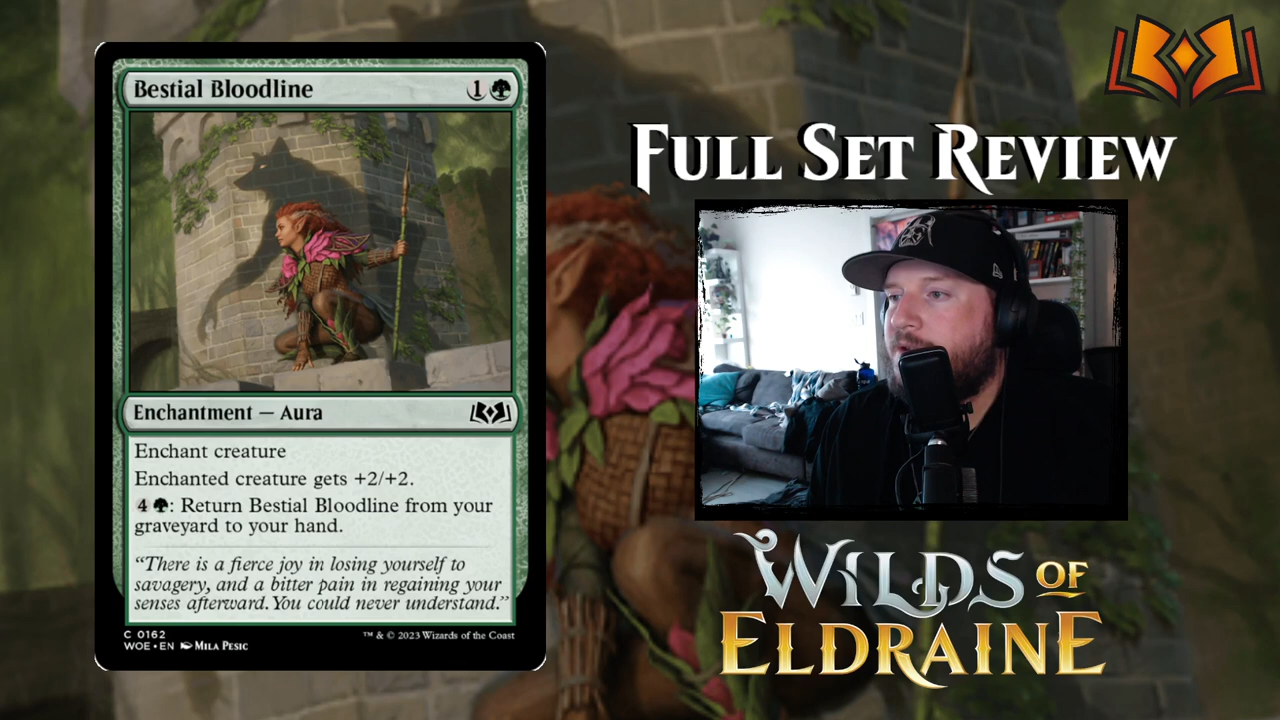 Bestial Bloodline 1
Enchantment — Aura
Enchant creature
Enchanted creature gets +2/+2.
4 : Return Bestial Bloodline from your
graveyard to your hand.
“There is a fierce joy in losing yourself to
savagery, and a bitter pain in regaining your
senses afterward. You could never understand.”
C 0162
WOE • EN Mila Pesic
™ & © 2023 Wizards of the Coast
Full Set Review
Wilds of
Eldraine